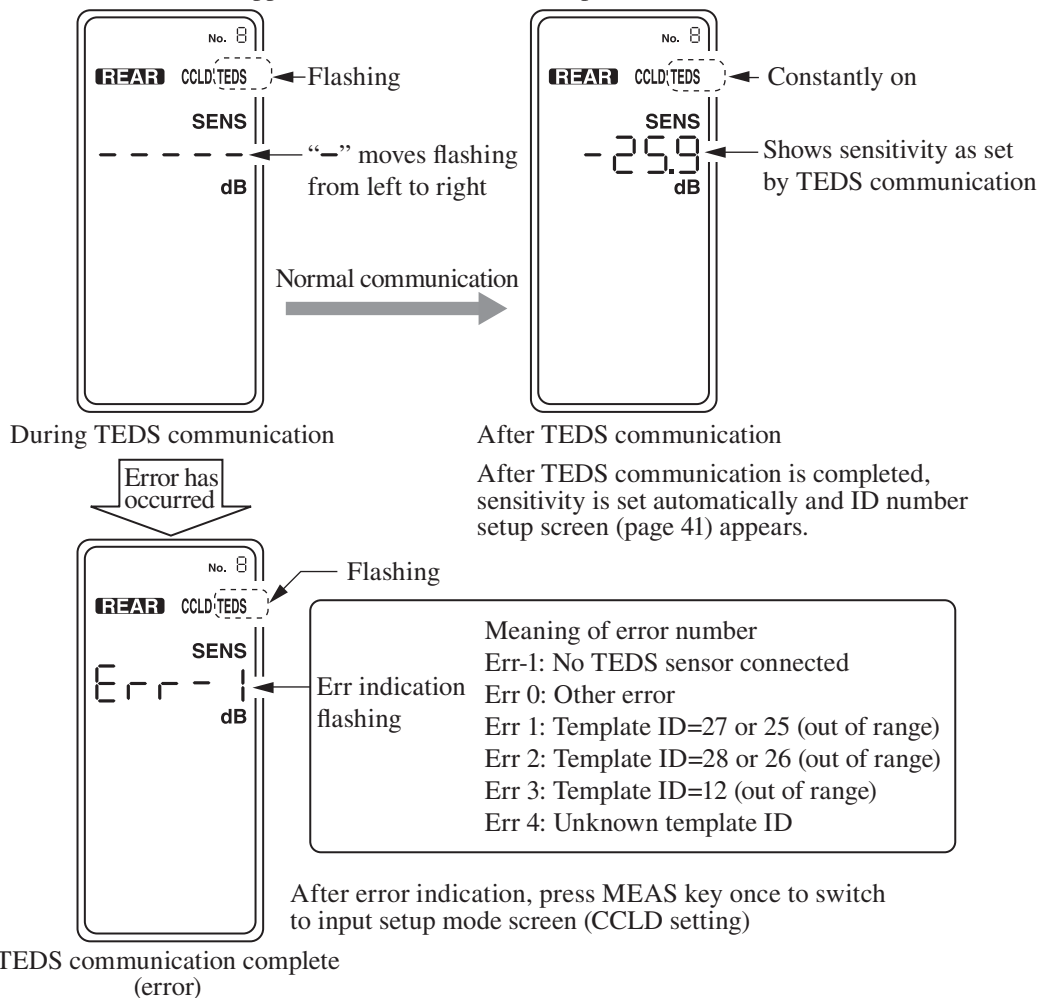 No. 8
REAR CCLD TEDS
Flashing
SENS
- - - - -
“–” moves flashing
from left to right
dB
No. 8
REAR CCLD TEDS
Constantly on
SENS
-25.9
Shows sensitivity as set
by TEDS communication
dB
Normal communication
During TEDS communication
After TEDS communication
After TEDS communication is completed,
sensitivity is set automatically and ID number
setup screen (page 41) appears.
Error has
occurred
No. 8
REAR CCLD TEDS
Flashing
SENS
Err-1
Err indication
flashing
dB
Meaning of error number
Err-1: No TEDS sensor connected
Err 0: Other error
Err 1: Template ID=27 or 25 (out of range)
Err 2: Template ID=28 or 26 (out of range)
Err 3: Template ID=12 (out of range)
Err 4: Unknown template ID
After error indication, press MEAS key once to switch
to input setup mode screen (CCLD setting)
TEDS communication complete
(error)